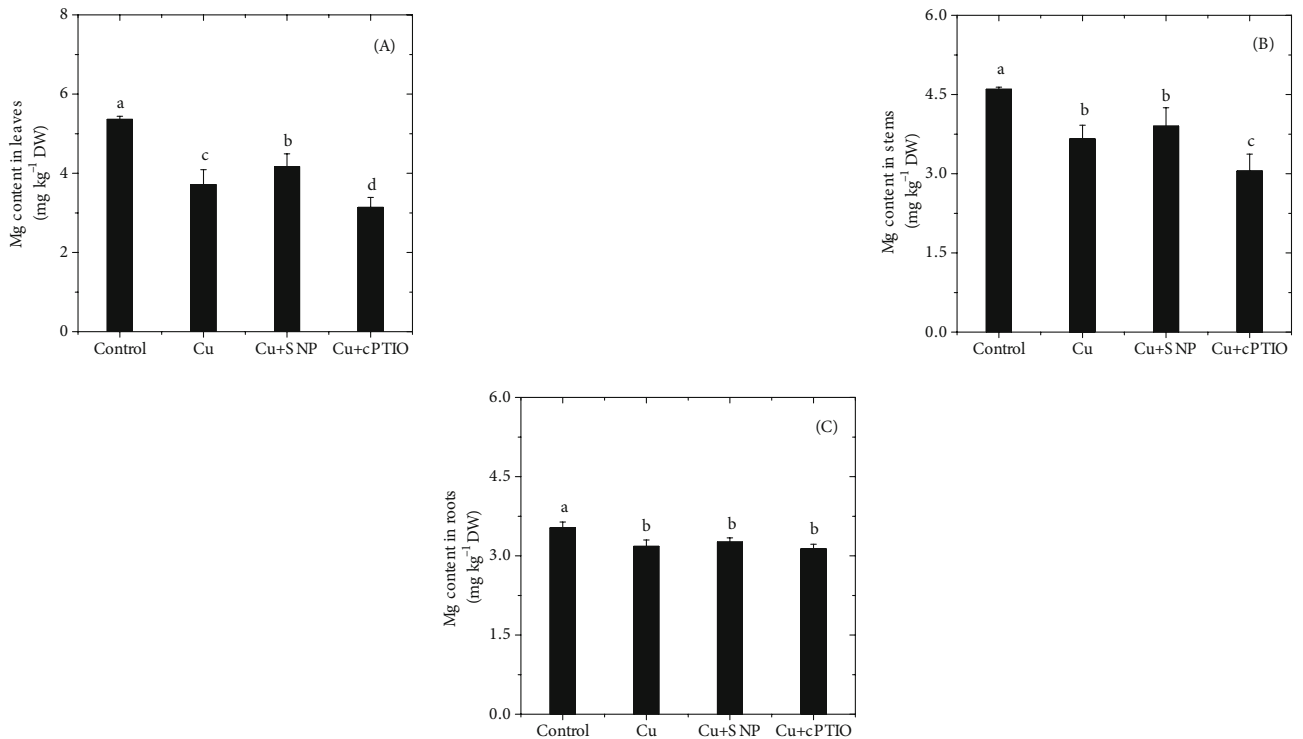 (A)
Mg content in leaves
(mg kg⁻¹ DW)
8
6
4
2
0
a
c
b
d
Control Cu Cu+SNP Cu+cPTIO
(B)
Mg content in stems
(mg kg⁻¹ DW)
6.0
4.5
3.0
1.5
0.0
a
b
b
c
Control Cu Cu+SNP Cu+cPTIO
(C)
Mg content in roots
(mg kg⁻¹ DW)
6.0
4.5
3.0
1.5
0.0
a
b
b
b
Control Cu Cu+SNP Cu+cPTIO